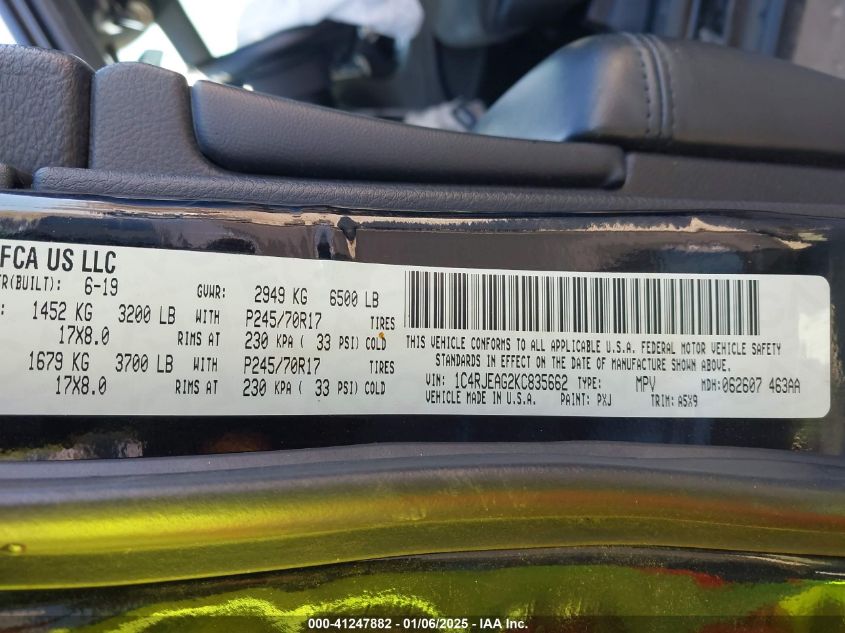 FCA US LLC
TR(BUILT): 6-19 GVWR: 2949 KG 6500 LB
: 1452 KG 3200 LB WITH P245/70R17 TIRES
17X8.0 RIMS AT 230 KPA ( 33 PSI) COLD
1679 KG 3700 LB WITH P245/70R17 TIRES
17X8.0 RIMS AT 230 KPA ( 33 PSI) COLD
THIS VEHICLE CONFORMS TO ALL APPLICABLE U.S.A. FEDERAL MOTOR VEHICLE SAFETY
STANDARDS IN EFFECT ON THE DATE OF MANUFACTURE SHOWN ABOVE.
VIN: 1C4RJEAG2KC835662 TYPE: MPV MDH: 062607 463AA
VEHICLE MADE IN U.S.A. PAINT: PXJ TRIM: A5X9
000-41247882 — 01/06/2025 - IAA Inc.